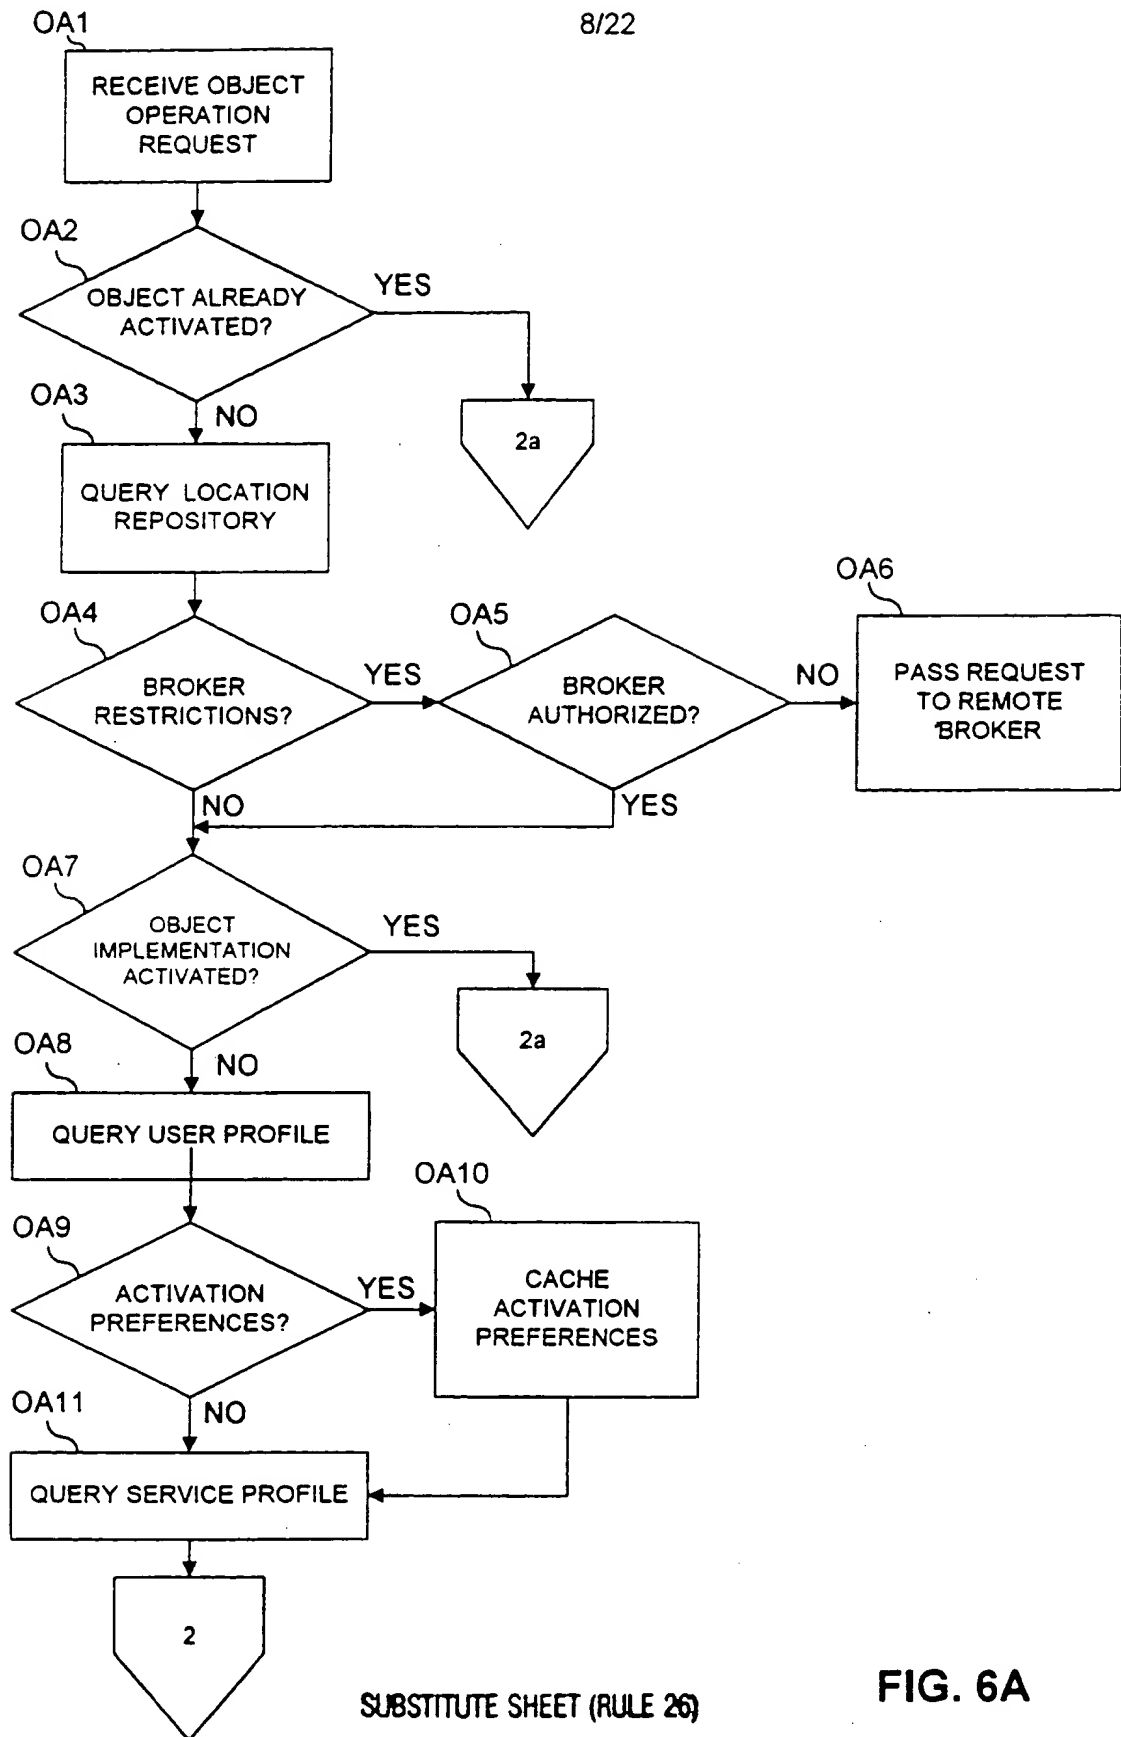 8/22
OA1
RECEIVE OBJECT
OPERATION
REQUEST
OA2
OBJECT ALREADY
ACTIVATED?
YES
2a
NO
OA3
QUERY LOCATION
REPOSITORY
OA4
BROKER
RESTRICTIONS?
YES
OA5
BROKER
AUTHORIZED?
NO
OA6
PASS REQUEST
TO REMOTE
BROKER
NO
YES
OA7
OBJECT
IMPLEMENTATION
ACTIVATED?
YES
2a
NO
OA8
QUERY USER PROFILE
OA9
ACTIVATION
PREFERENCES?
YES
OA10
CACHE
ACTIVATION
PREFERENCES
NO
OA11
QUERY SERVICE PROFILE
2
SUBSTITUTE SHEET (RULE 26)
FIG. 6A